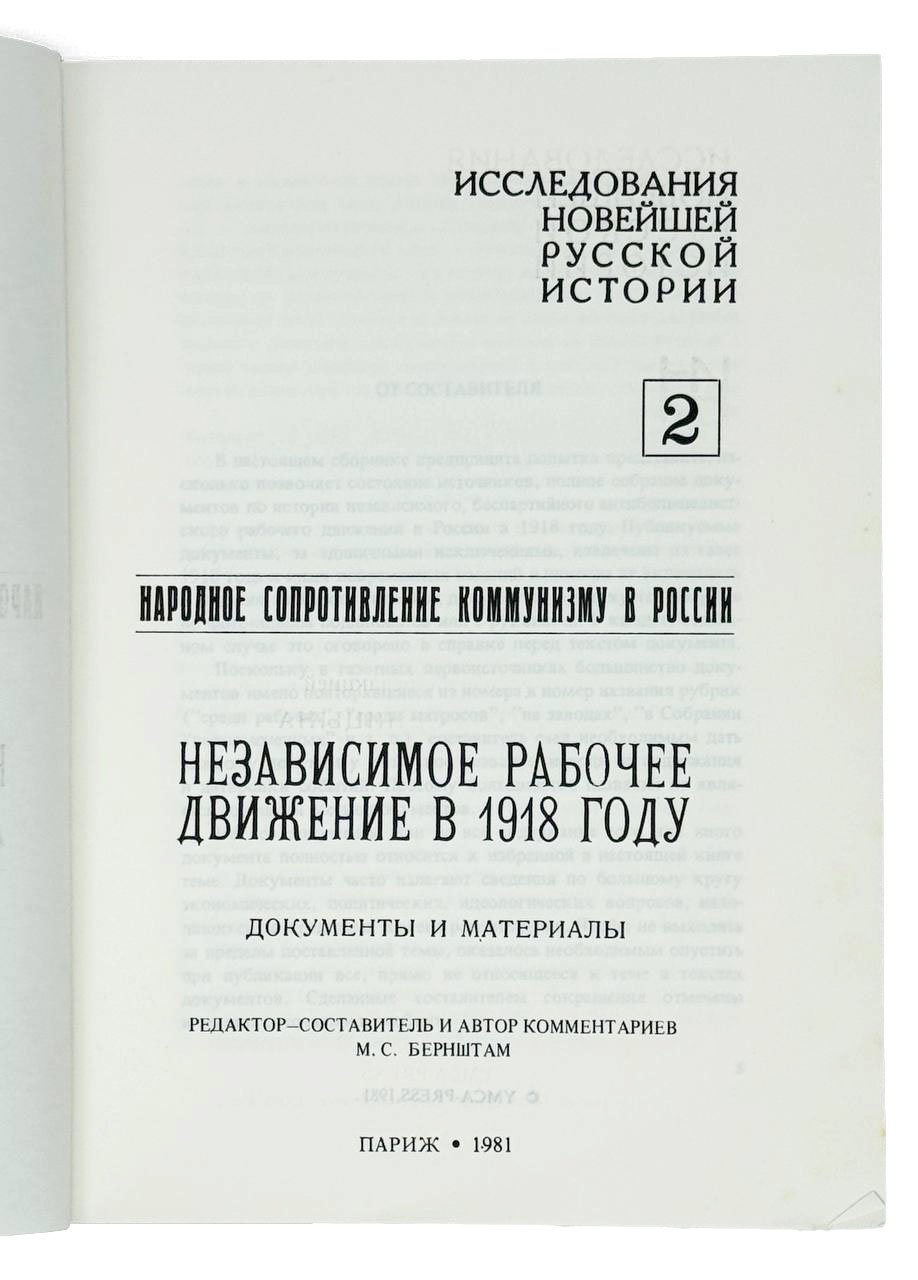 ИССЛЕДОВАНИЯ
НОВЕЙШЕЙ
РУССКОЙ
ИСТОРИИ
2
НАРОДНОЕ СОПРОТИВЛЕНИЕ КОММУНИЗМУ В РОССИИ
НЕЗАВИСИМОЕ РАБОЧЕЕ
ДВИЖЕНИЕ В 1918 ГОДУ
ДОКУМЕНТЫ И МАТЕРИАЛЫ
РЕДАКТОР—СОСТАВИТЕЛЬ И АВТОР КОММЕНТАРИЕВ
М. С. БЕРНШТАМ
ПАРИЖ • 1981